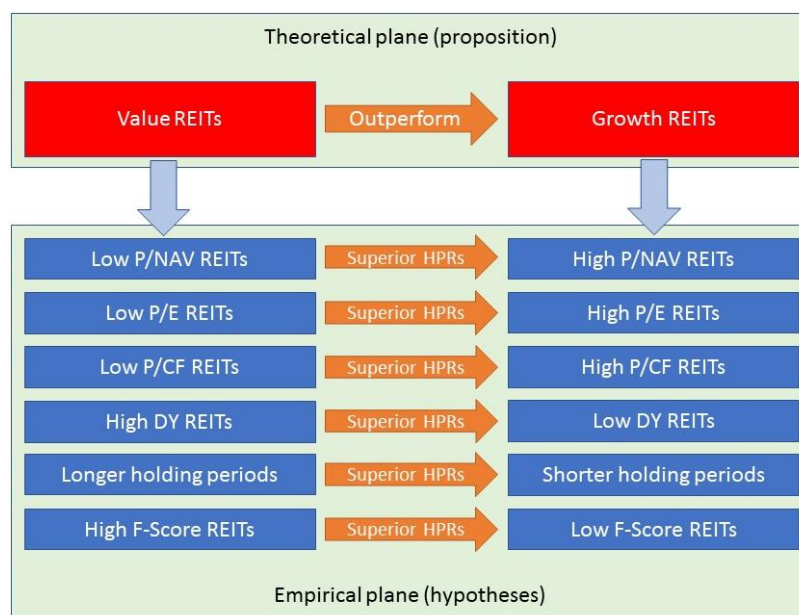 Theoretical plane (proposition)
Value REITs
Outperform
Growth REITs
Low P/NAV REITs
Superior HPRs
High P/NAV REITs
Low P/E REITs
Superior HPRs
High P/E REITs
Low P/CF REITs
Superior HPRs
High P/CF REITs
High DY REITs
Superior HPRs
Low DY REITs
Longer holding periods
Superior HPRs
Shorter holding periods
High F-Score REITs
Superior HPRs
Low F-Score REITs
Empirical plane (hypotheses)